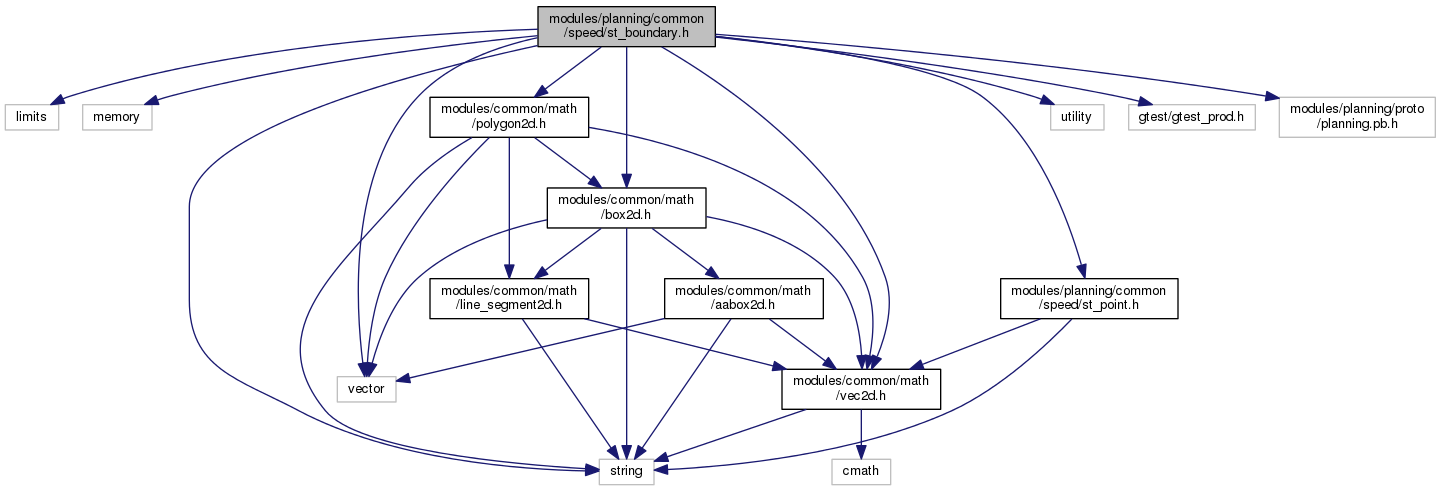 modules/planning/common
/speed/st_boundary.h
limits
memory
modules/common/math
/polygon2d.h
utility
gtest/gtest_prod.h
modules/planning/proto
/planning.pb.h
modules/common/math
/box2d.h
modules/common/math
/line_segment2d.h
modules/common/math
/aabox2d.h
modules/planning/common
/speed/st_point.h
vector
modules/common/math
/vec2d.h
string
cmath